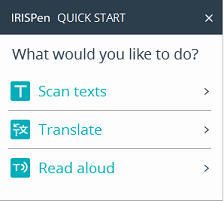 IRISPen QUICK START
What would you like to do?
Scan texts
Translate
Read aloud